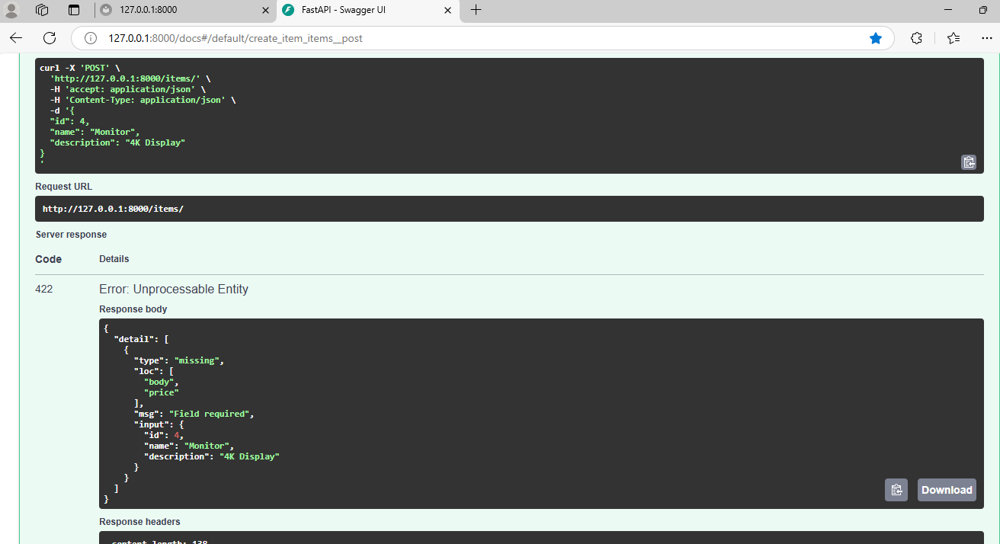 127.0.0.1:8000
FastAPI - Swagger UI
127.0.0.1:8000/docs#/default/create_item_items__post
curl -X 'POST' \
  'http://127.0.0.1:8000/items/' \
  -H 'accept: application/json' \
  -H 'Content-Type: application/json' \
  -d '{
  "id": 4,
  "name": "Monitor",
  "description": "4K Display"
}
'
Request URL
http://127.0.0.1:8000/items/
Server response
Code Details
422 Error: Unprocessable Entity
Response body
{
  "detail": [
    {
      "type": "missing",
      "loc": [
        "body",
        "price"
      ],
      "msg": "Field required",
      "input": {
        "id": 4,
        "name": "Monitor",
        "description": "4K Display"
      }
    }
  ]
}
Download
Response headers
content-length: 138